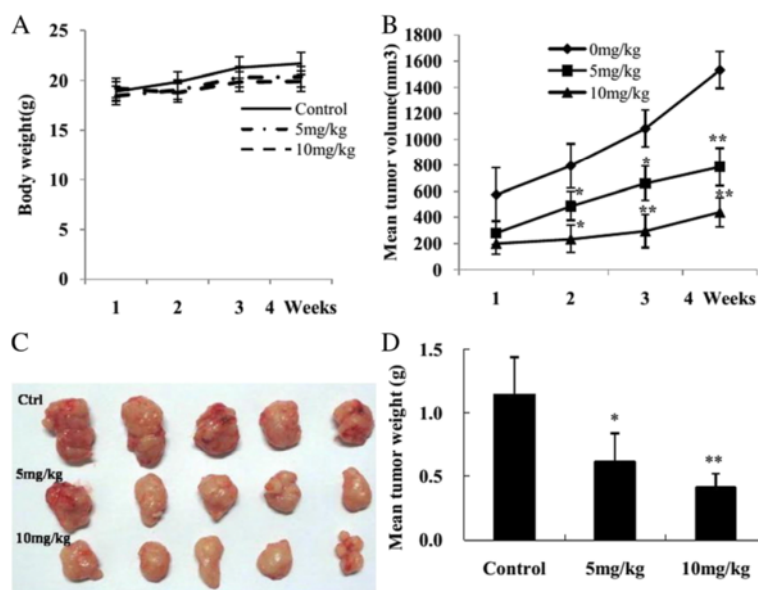 A
Body weight(g)
25
20
15
10
5
0
Control
5mg/kg
10mg/kg
1 2 3 4 Weeks
B
Mean tumor volume(mm3)
1800
1600
1400
1200
1000
800
600
400
200
0
0mg/kg
5mg/kg
10mg/kg
* * **
* ** **
1 2 3 4 Weeks
C
Ctrl
5mg/kg
10mg/kg
D
Mean tumor weight (g)
1.5
1.0
0.5
0.0
*
**
Control 5mg/kg 10mg/kg